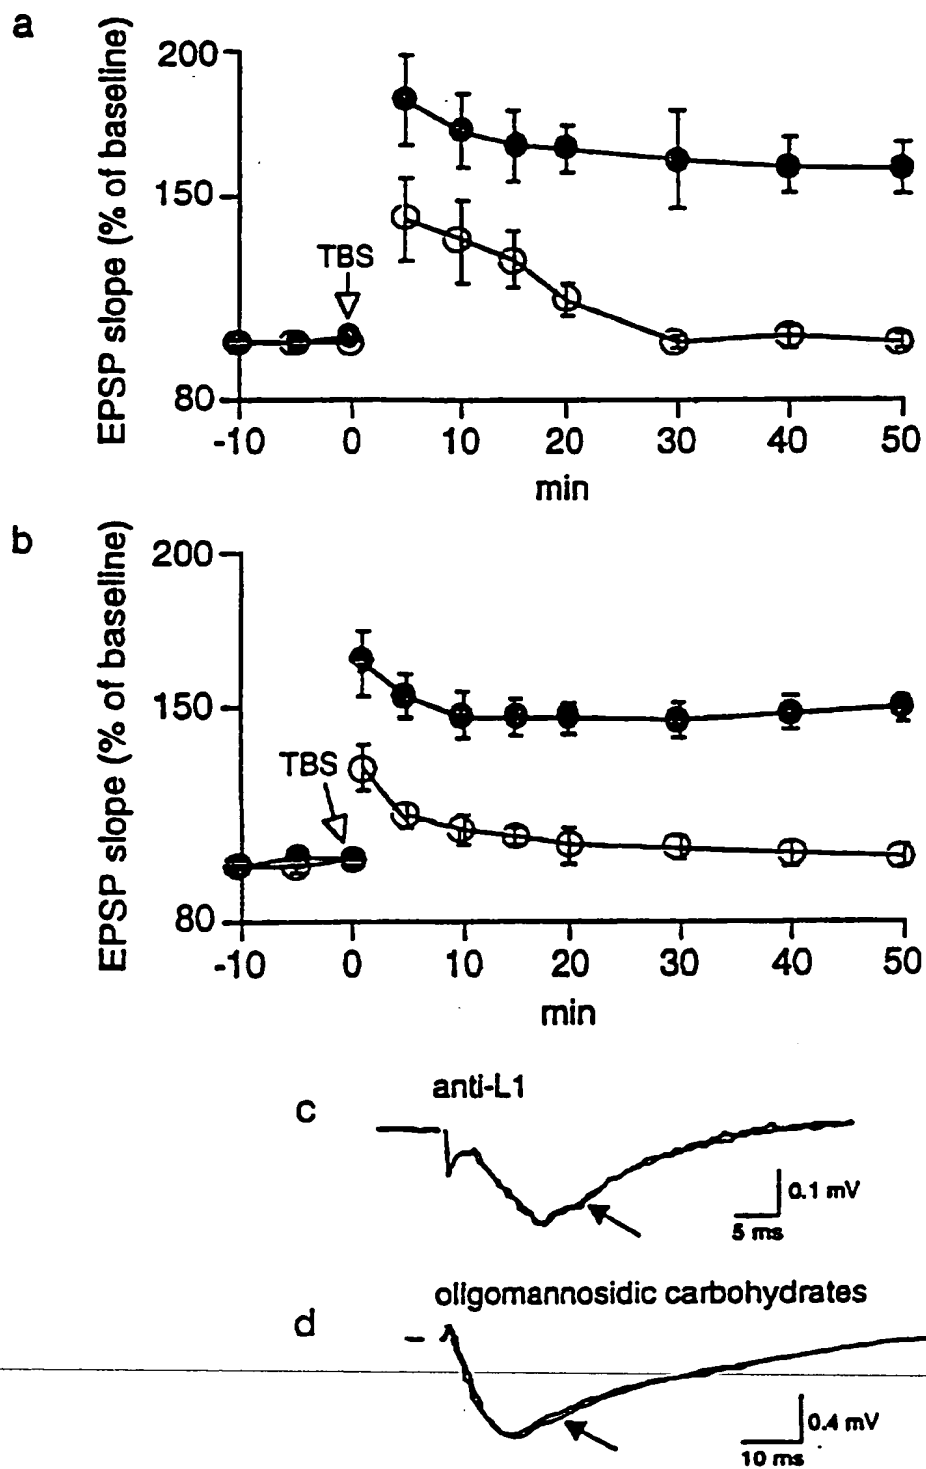 a
EPSP slope (% of baseline)
200
150
80
TBS
-10 0 10 20 30 40 50
min
b
EPSP slope (% of baseline)
200
150
80
TBS
-10 0 10 20 30 40 50
min
anti-L1
c
0.1 mV
5 ms
oligomannosidic carbohydrates
d
0.4 mV
10 ms